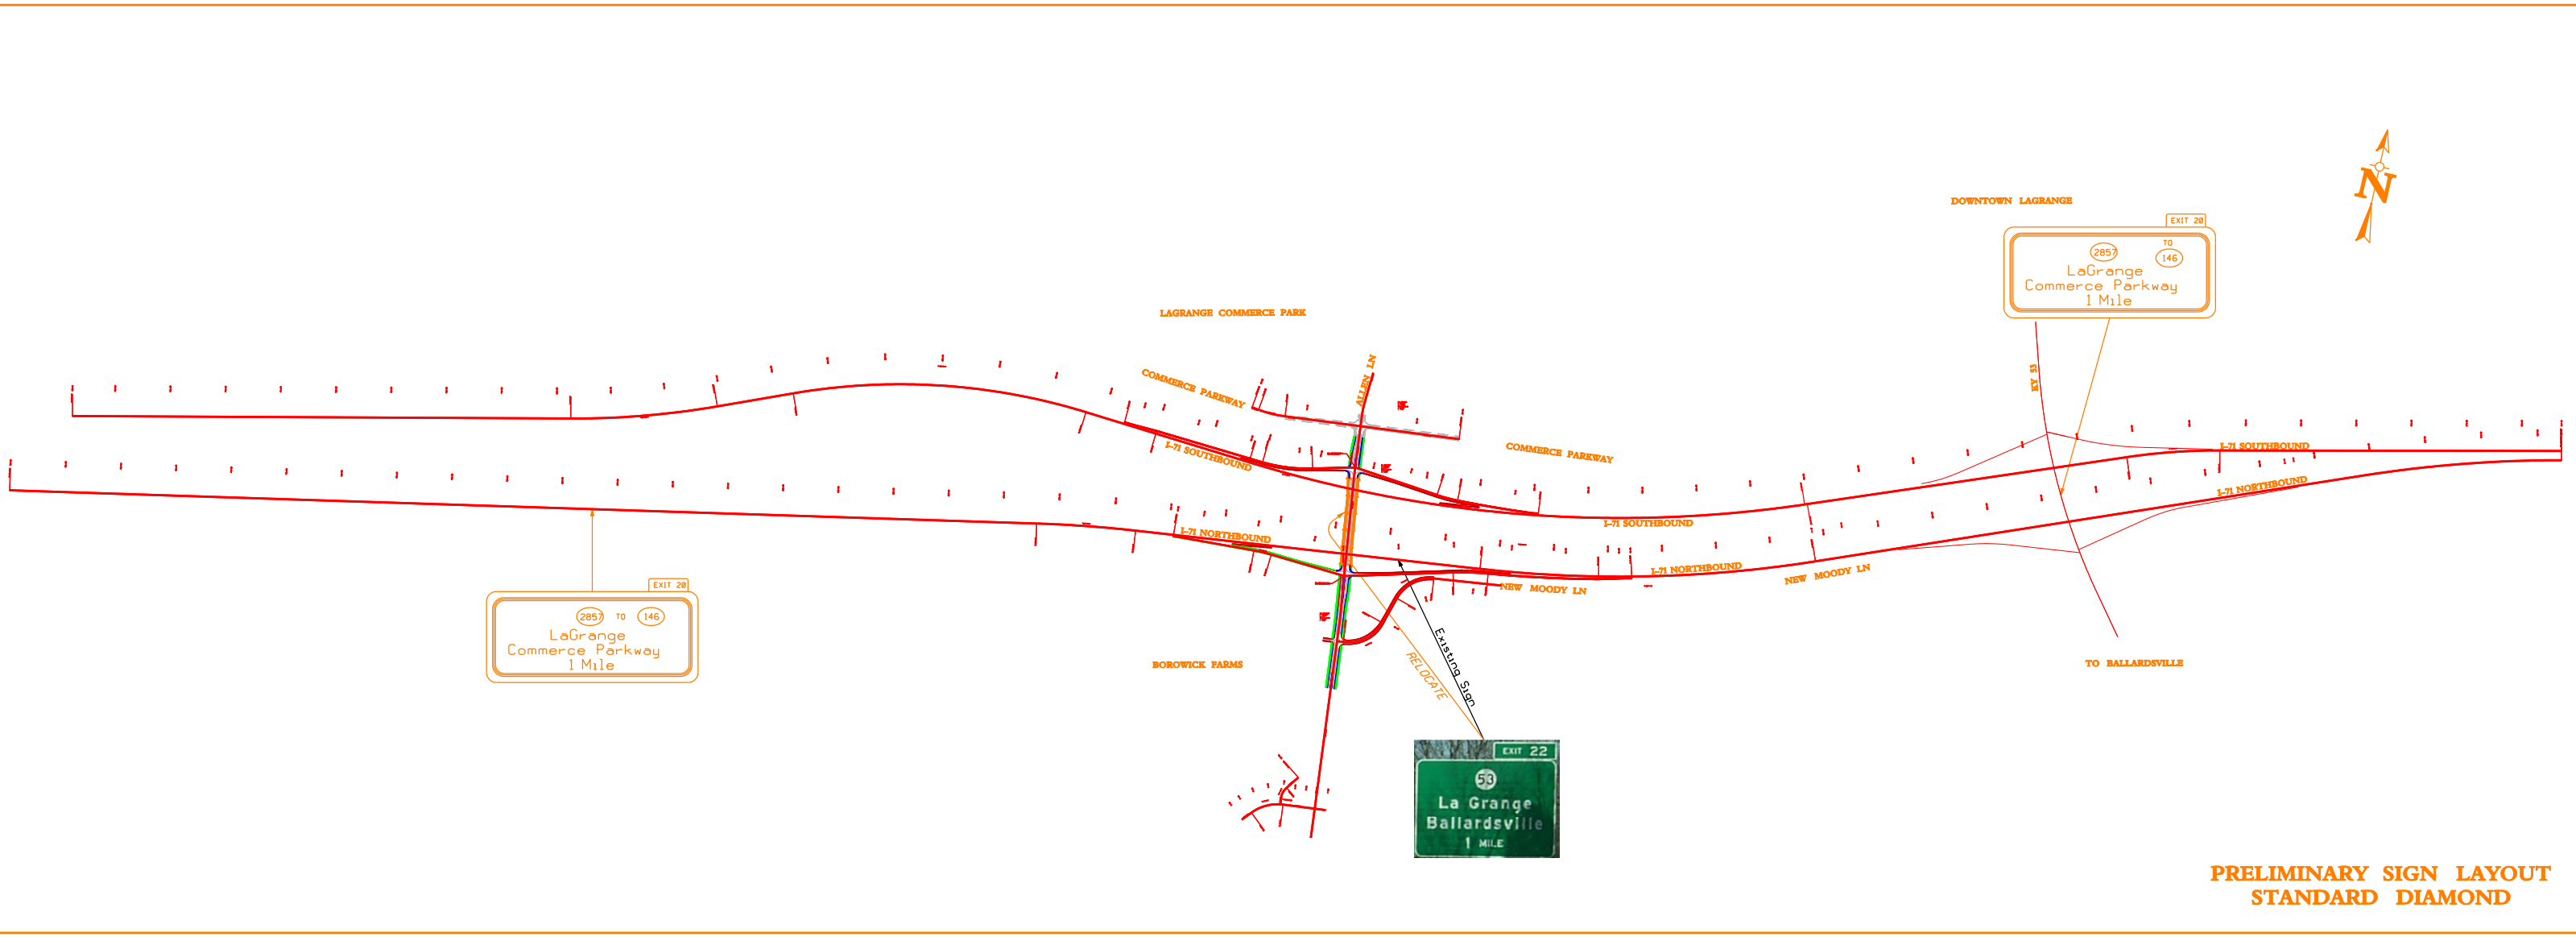 DOWNTOWN LAGRANGE
N
EXIT 20
2857 TO 146
LaGrange
Commerce Parkway
1 Mile
LAGRANGE COMMERCE PARK
ALLEN LN
COMMERCE PARKWAY
KY 53
COMMERCE PARKWAY
I-71 SOUTHBOUND
I-71 SOUTHBOUND
I-71 NORTHBOUND
I-71 SOUTHBOUND
I-71 NORTHBOUND
I-71 NORTHBOUND
NEW MOODY LN
NEW MOODY LN
EXIT 20
2857 TO 146
LaGrange
Commerce Parkway
1 Mile
BOROWICK FARMS
Existing Sign
RELOCATE
TO BALLARDSVILLE
EXIT 22
53
La Grange
Ballardsville
1 MILE
PRELIMINARY SIGN LAYOUT
STANDARD DIAMOND